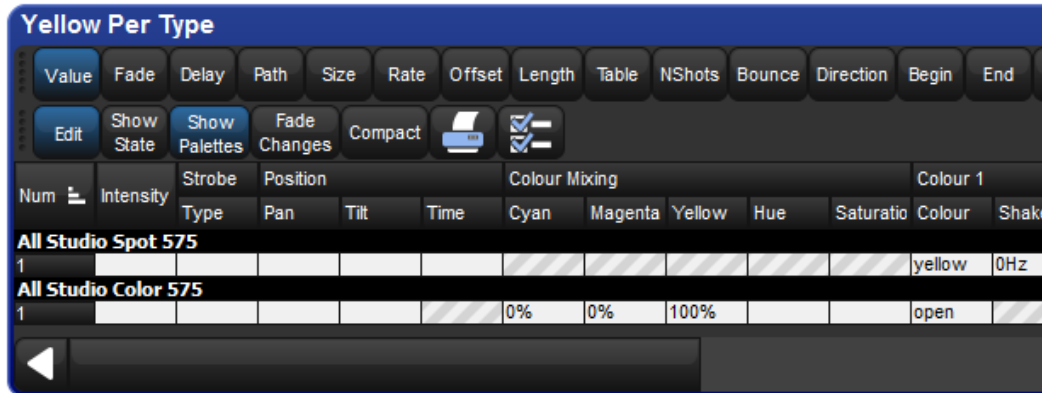 Yellow Per Type
Value Fade Delay Path Size Rate Offset Length Table NShots Bounce Direction Begin End
Edit Show State Show Palettes Fade Changes Compact
Num Intensity Strobe Position Colour Mixing Colour 1
Type Pan Tilt Time Cyan Magenta Yellow Hue Saturatio Colour Shak
All Studio Spot 575
1 yellow 0Hz
All Studio Color 575
1 0% 0% 100% open